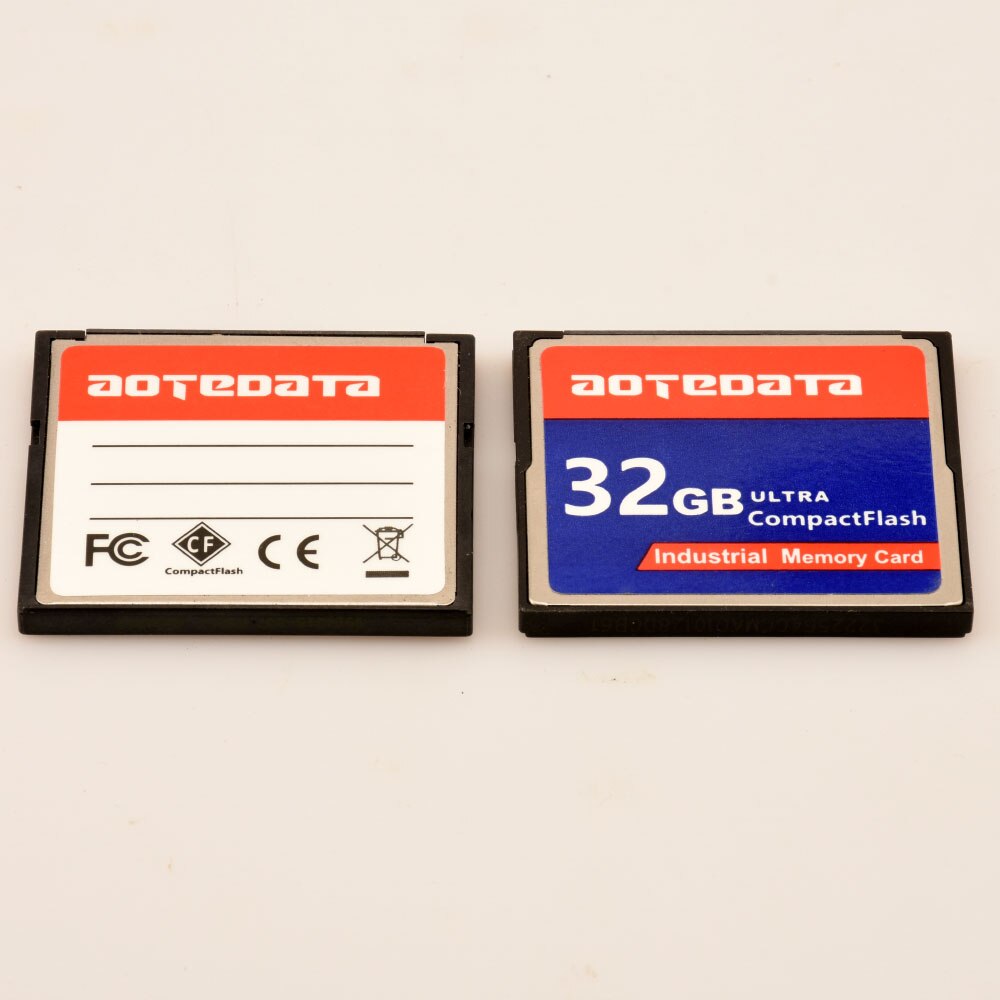 AOTEDATA
FC
CF
CompactFlash
CE
AOTEDATA
32GB ULTRA
CompactFlash
Industrial Memory Card